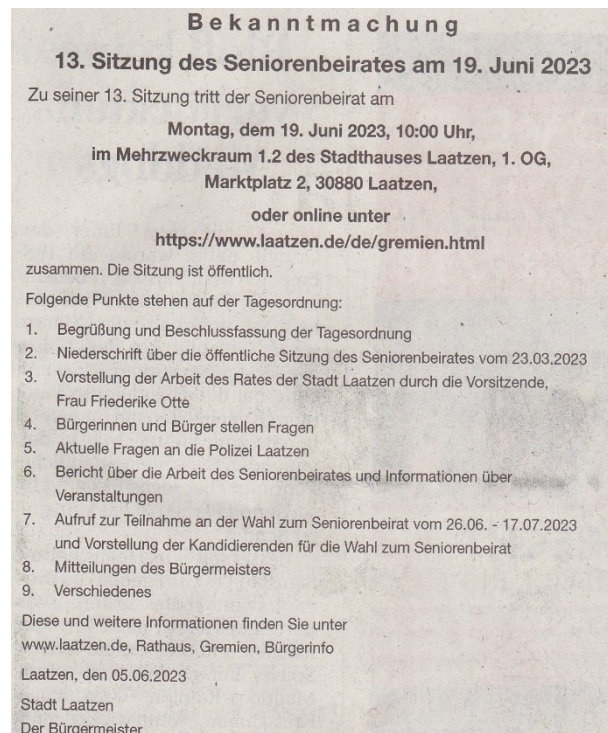 Bekanntmachung
13. Sitzung des Seniorenbeirates am 19. Juni 2023
Zu seiner 13. Sitzung tritt der Seniorenbeirat am
Montag, dem 19. Juni 2023, 10:00 Uhr,
im Mehrzweckraum 1.2 des Stadthauses Laatzen, 1. OG,
Marktplatz 2, 30880 Laatzen,
oder online unter
https://www.laatzen.de/de/gremien.html
zusammen. Die Sitzung ist öffentlich.
Folgende Punkte stehen auf der Tagesordnung:
1. Begrüßung und Beschlussfassung der Tagesordnung
2. Niederschrift über die öffentliche Sitzung des Seniorenbeirates vom 23.03.2023
3. Vorstellung der Arbeit des Rates der Stadt Laatzen durch die Vorsitzende,
Frau Friederike Otte
4. Bürgerinnen und Bürger stellen Fragen
5. Aktuelle Fragen an die Polizei Laatzen
6. Bericht über die Arbeit des Seniorenbeirates und Informationen über
Veranstaltungen
7. Aufruf zur Teilnahme an der Wahl zum Seniorenbeirat vom 26.06. - 17.07.2023
und Vorstellung der Kandidierenden für die Wahl zum Seniorenbeirat
8. Mitteilungen des Bürgermeisters
9. Verschiedenes
Diese und weitere Informationen finden Sie unter
www.laatzen.de, Rathaus, Gremien, Bürgerinfo
Laatzen, den 05.06.2023
Stadt Laatzen
Der Bürgermeister